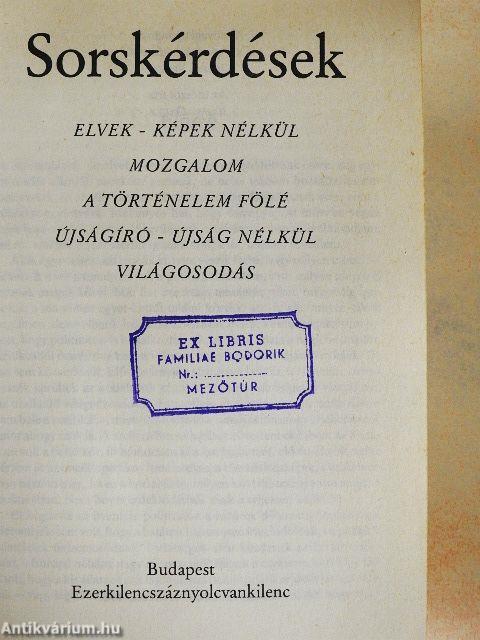 Sorskérdések
ELVEK - KÉPEK NÉLKÜL
MOZGALOM
A TÖRTÉNELEM FÖLÉ
ÚJSÁGÍRÓ - ÚJSÁG NÉLKÜL
VILÁGOSODÁS
EX LIBRIS
FAMILIAE BODORIK
Nr.: ....................
MEZŐTÚR
Budapest
Ezerkilencszáznyolcvankilenc
Antikvárium.hu